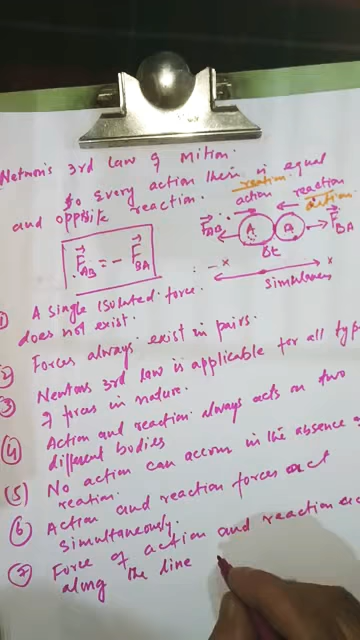 Newton's 3rd Law of Motion.
To every action there is equal
and opposite reaction.
reaction
action
reaction
action
F⃗AB
A
A
F⃗BA
Δt
simultaneous
F⃗AB = - F⃗BA
1 A single isolated force
does not exist.
2 Forces always exist in pairs.
3 Newtons 3rd law is applicable for all typ
of forces in nature.
4 Action and reaction always acts on two
different bodies
5 No action can occur in the absence of
reation.
6 Action and reaction forces act
simultaneously.
7 Force of action and reaction
along the line